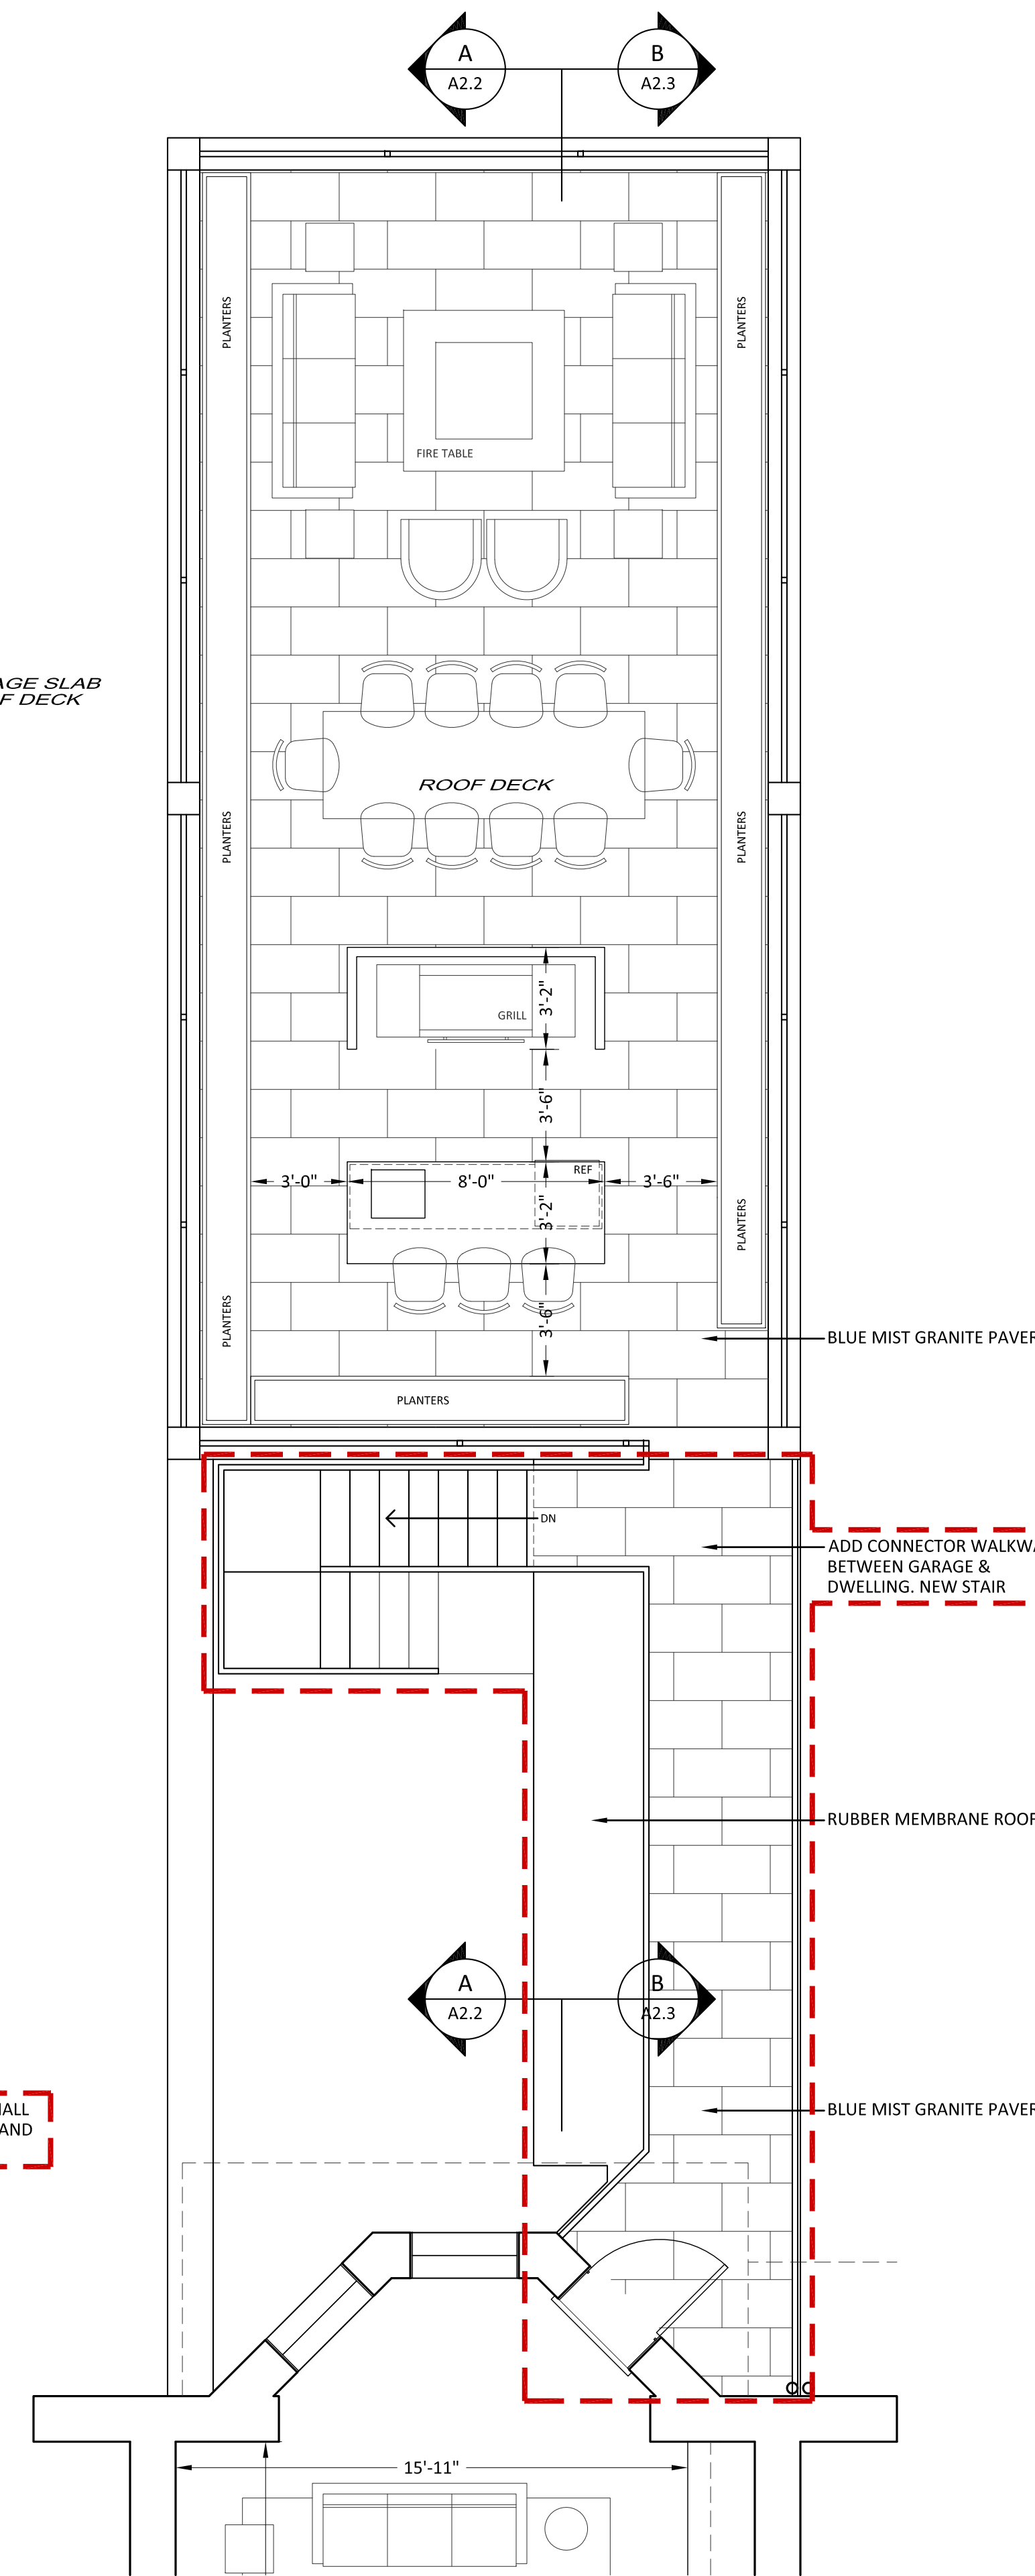 A
A2.2
B
A2.3
PLANTERS
PLANTERS
FIRE TABLE
AGE SLAB
F DECK
ROOF DECK
PLANTERS
PLANTERS
3'-2"
GRILL
3'-6"
REF
3'-0"
8'-0"
3'-6"
3'-2"
PLANTERS
PLANTERS
3'-6"
BLUE MIST GRANITE PAVER
PLANTERS
DN
ADD CONNECTOR WALKWA
BETWEEN GARAGE &
DWELLING. NEW STAIR
RUBBER MEMBRANE ROOF
A
A2.2
B
A2.3
HALL
AND
BLUE MIST GRANITE PAVER
15'-11"